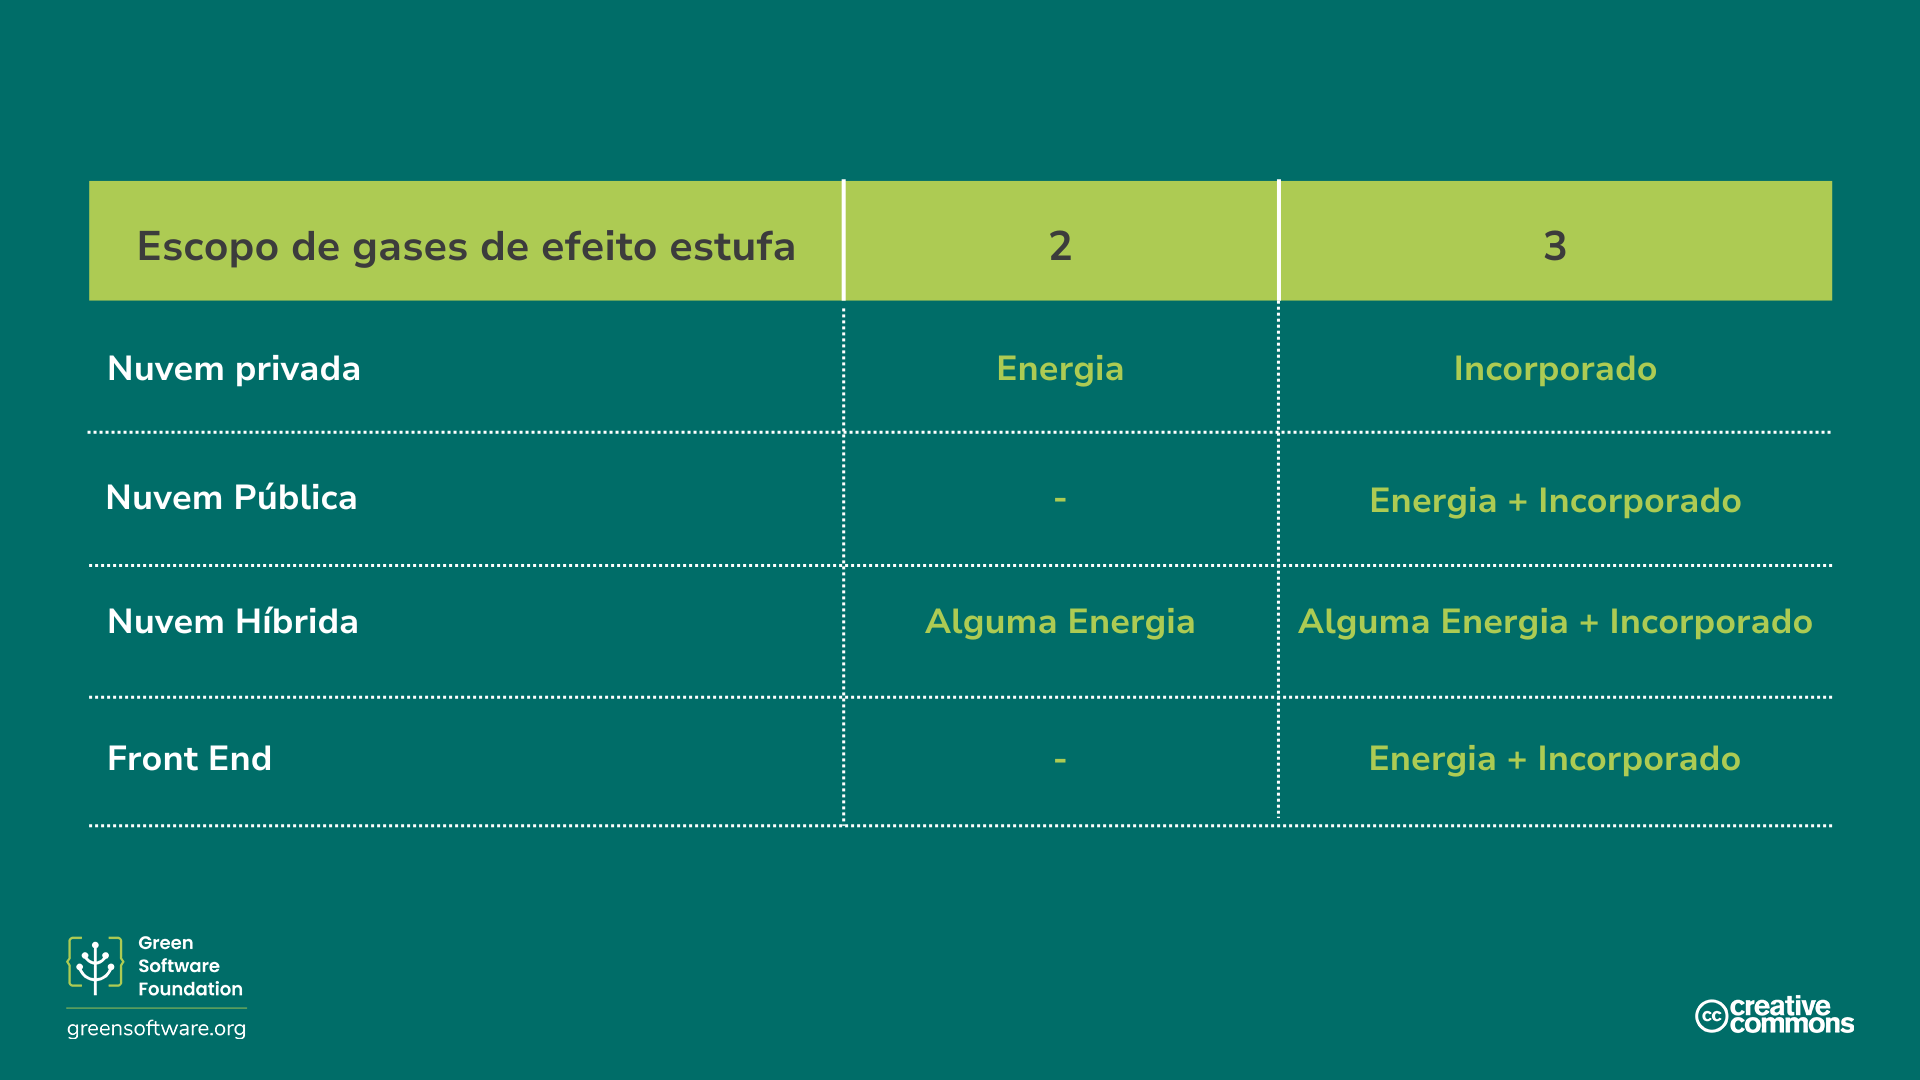 Escopo de gases de efeito estufa 2 3
Nuvem privada Energia Incorporado
Nuvem Pública - Energia + Incorporado
Nuvem Híbrida Alguma Energia Alguma Energia + Incorporado
Front End - Energia + Incorporado
Green
Software
Foundation
greensoftware.org
cc creative
commons